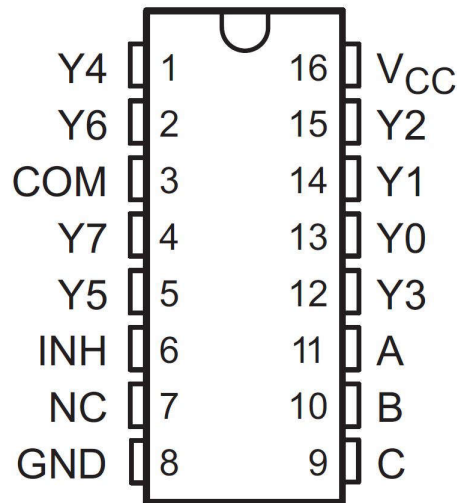 Y4 1 16 VCC
Y6 2 15 Y2
COM 3 14 Y1
Y7 4 13 Y0
Y5 5 12 Y3
INH 6 11 A
NC 7 10 B
GND 8 9 C